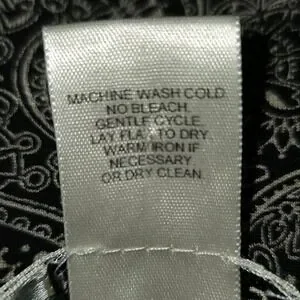 MACHINE WASH COLD.
NO BLEACH.
GENTLE CYCLE.
LAY FLAT TO DRY.
WARM IRON IF
NECESSARY
OR DRY CLEAN.